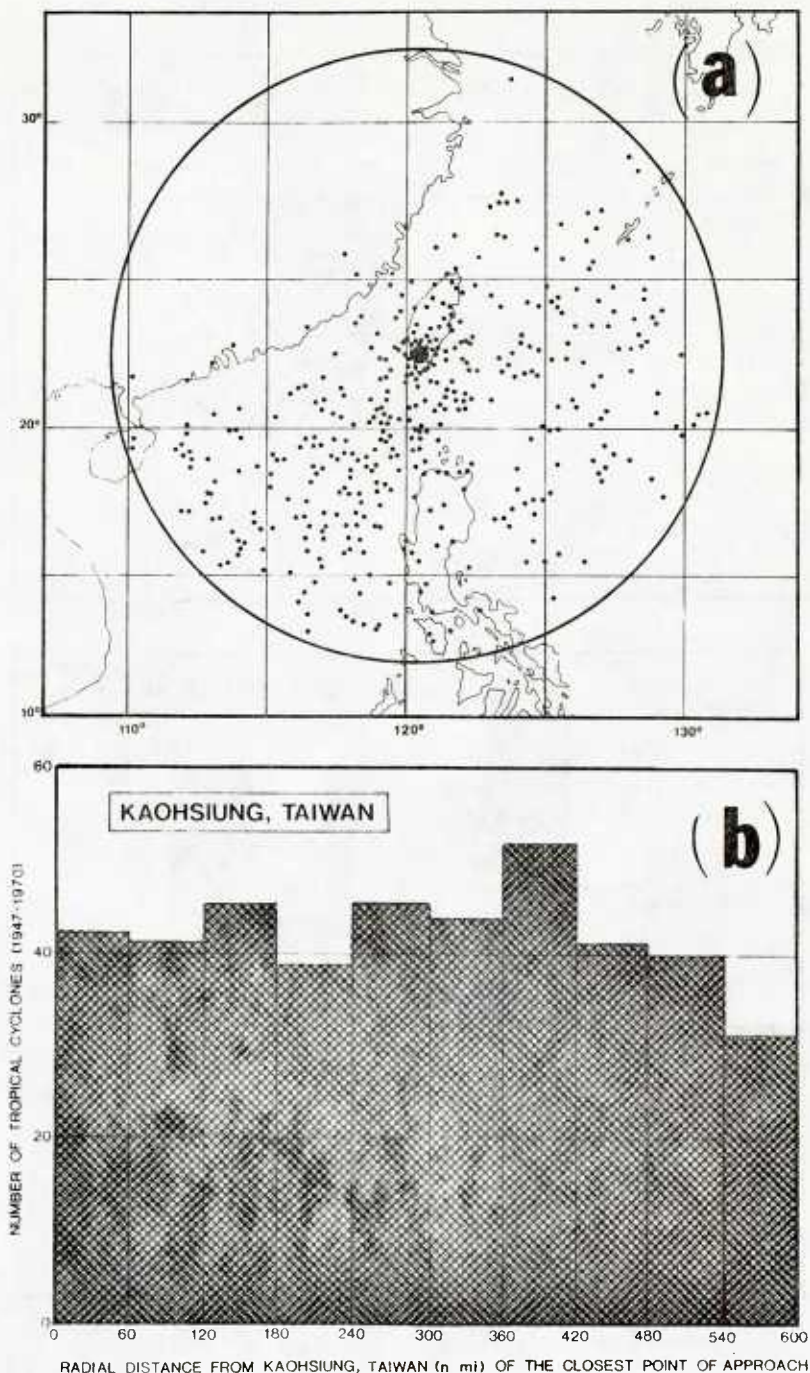 (a)
30°
20°
10°
110° 120° 130°
60
KAOHSIUNG, TAIWAN
(b)
40
20
0
NUMBER OF TROPICAL CYCLONES (1947-1970)
0 60 120 180 240 300 360 420 480 540 600
RADIAL DISTANCE FROM KAOHSIUNG, TAIWAN (n mi) OF THE CLOSEST POINT OF APPROACH